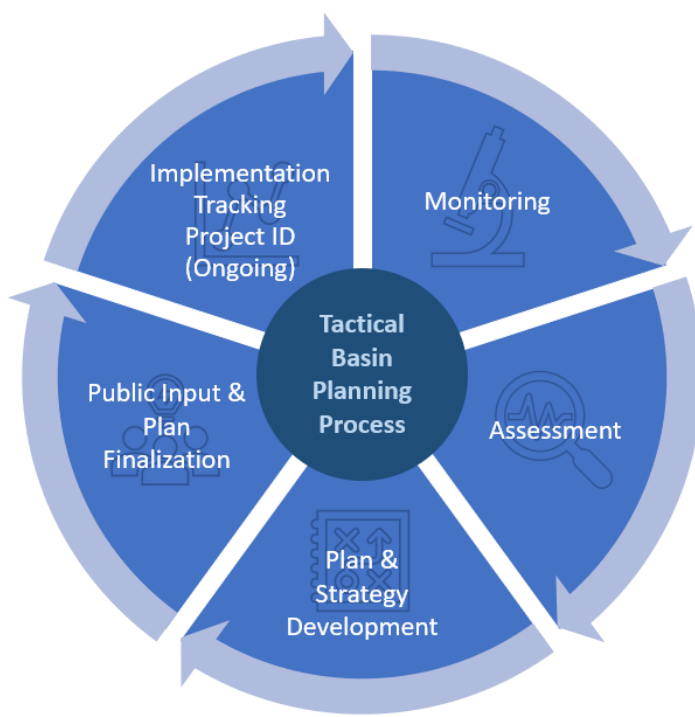 Implementation
Tracking
Project ID
(Ongoing)
Monitoring
Tactical
Basin
Planning
Process
Public Input &
Plan
Finalization
Assessment
Plan &
Strategy
Development